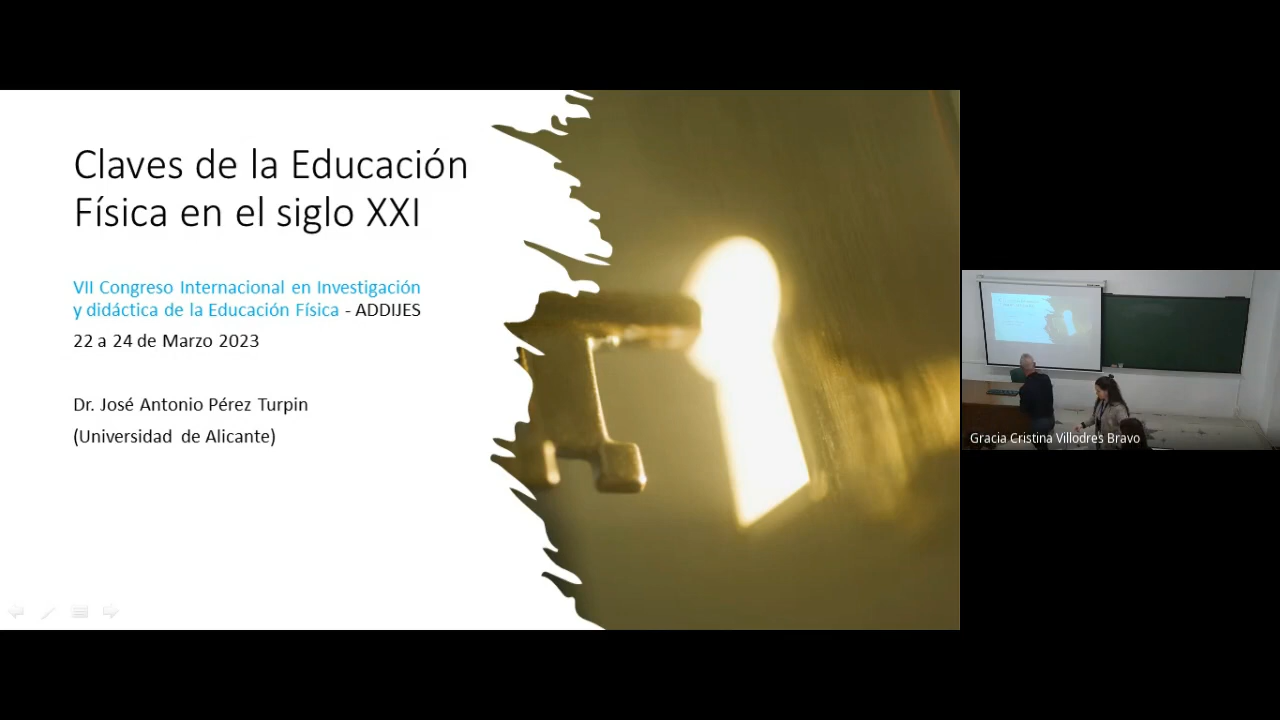 Claves de la Educación
Física en el siglo XXI
VII Congreso Internacional en Investigación
y didáctica de la Educación Física - ADDIJES
22 a 24 de Marzo 2023
Dr. José Antonio Pérez Turpin
(Universidad de Alicante)
Gracia Cristina Villodres Bravo